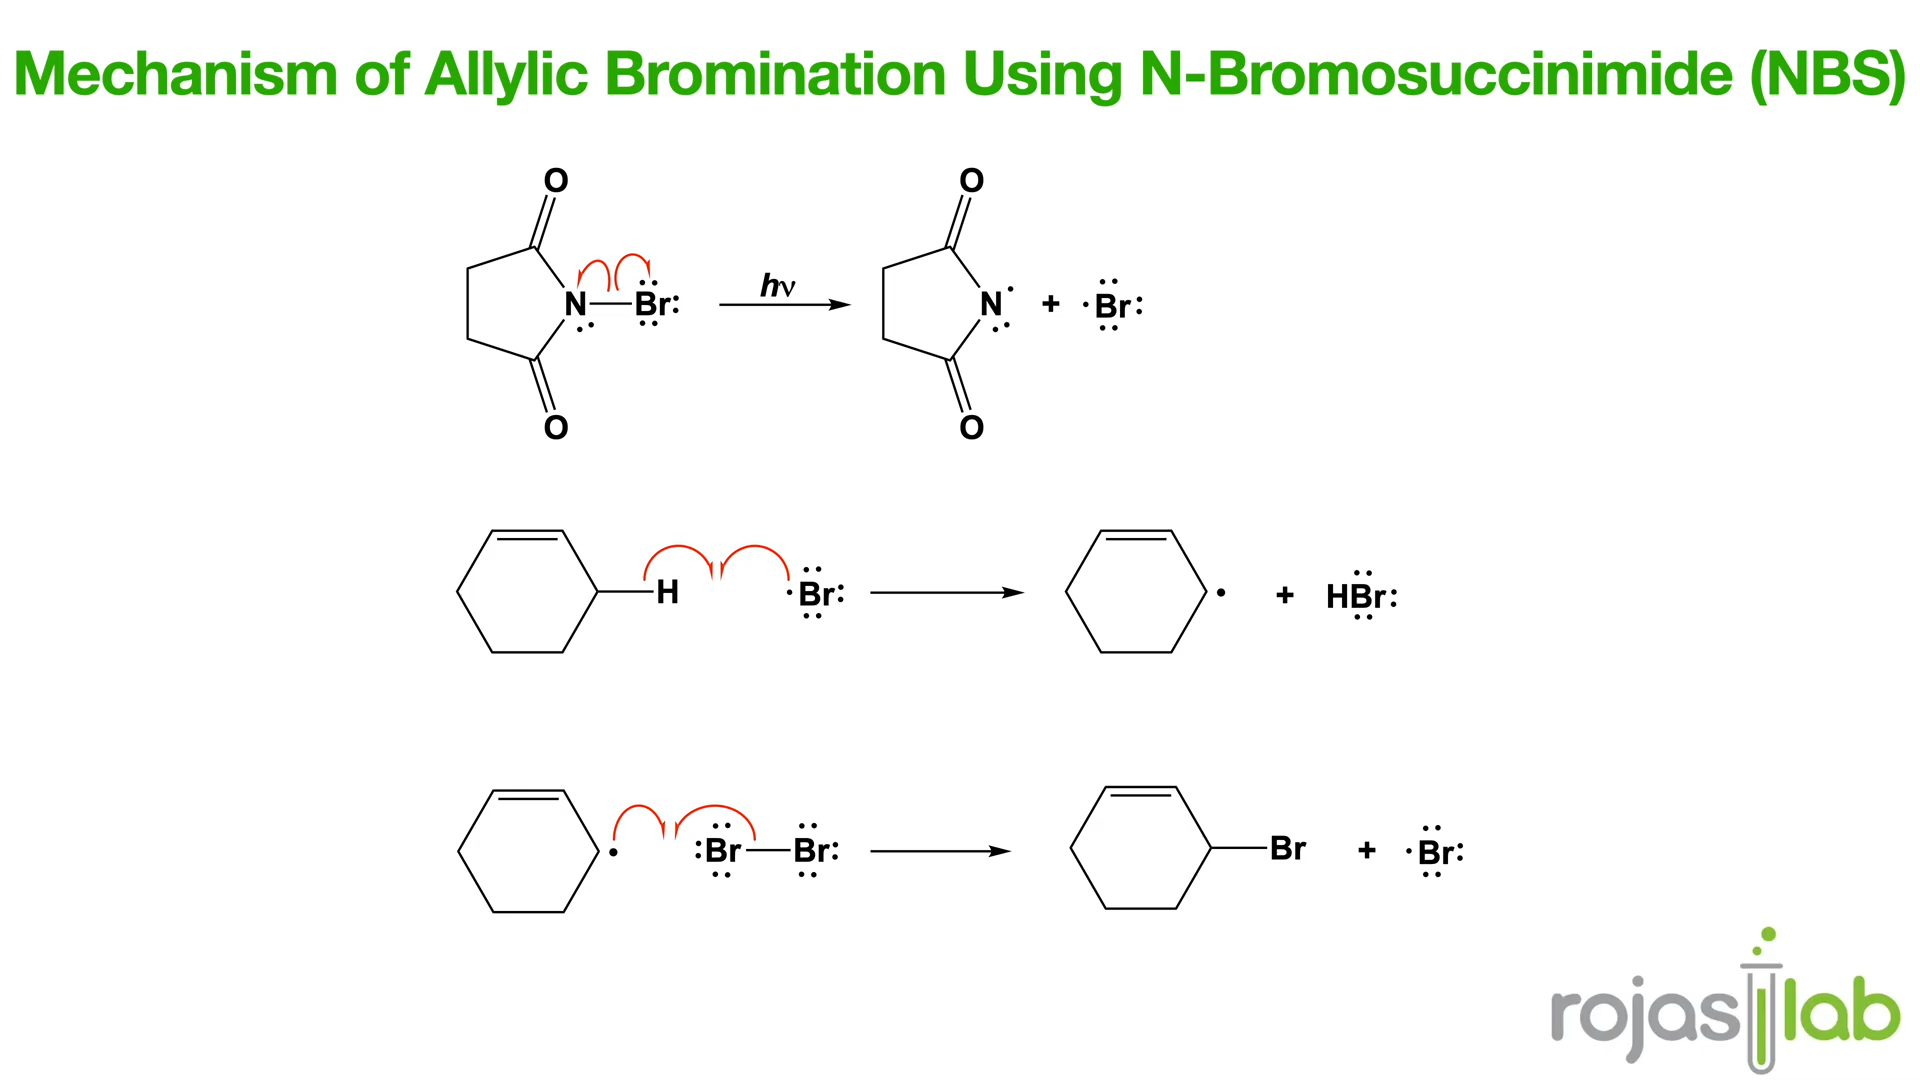 Mechanism of Allylic Bromination Using N-Bromosuccinimide (NBS)
O O
N Br: hν N + Br:
O O
H Br: + HBr:
:Br Br: Br + Br:
rojas lab